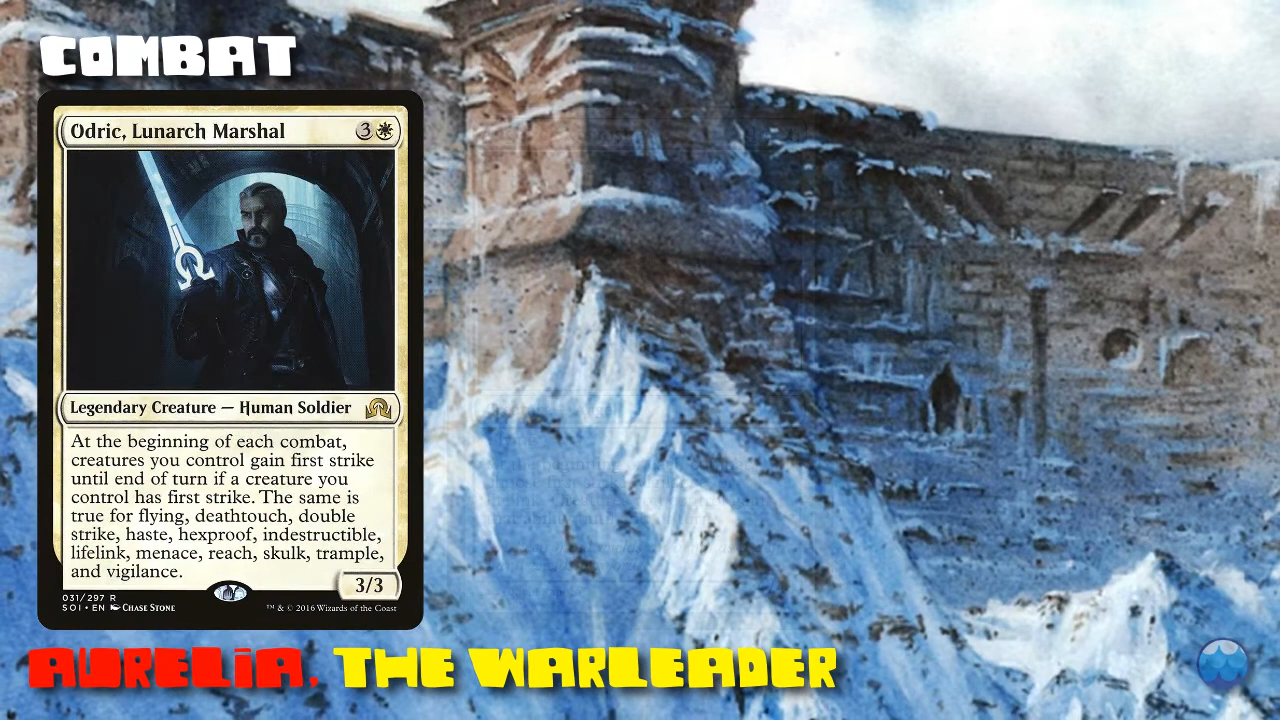 COMBAT
Odric, Lunarch Marshal 3
Legendary Creature — Human Soldier
At the beginning of each combat,
creatures you control gain first strike
until end of turn if a creature you
control has first strike. The same is
true for flying, deathtouch, double
strike, haste, hexproof, indestructible,
lifelink, menace, reach, skulk, trample,
and vigilance.
3/3
031/297 R
SOI • EN CHASE STONE
™ & © 2016 Wizards of the Coast
AURELIA, THE WARLEADER